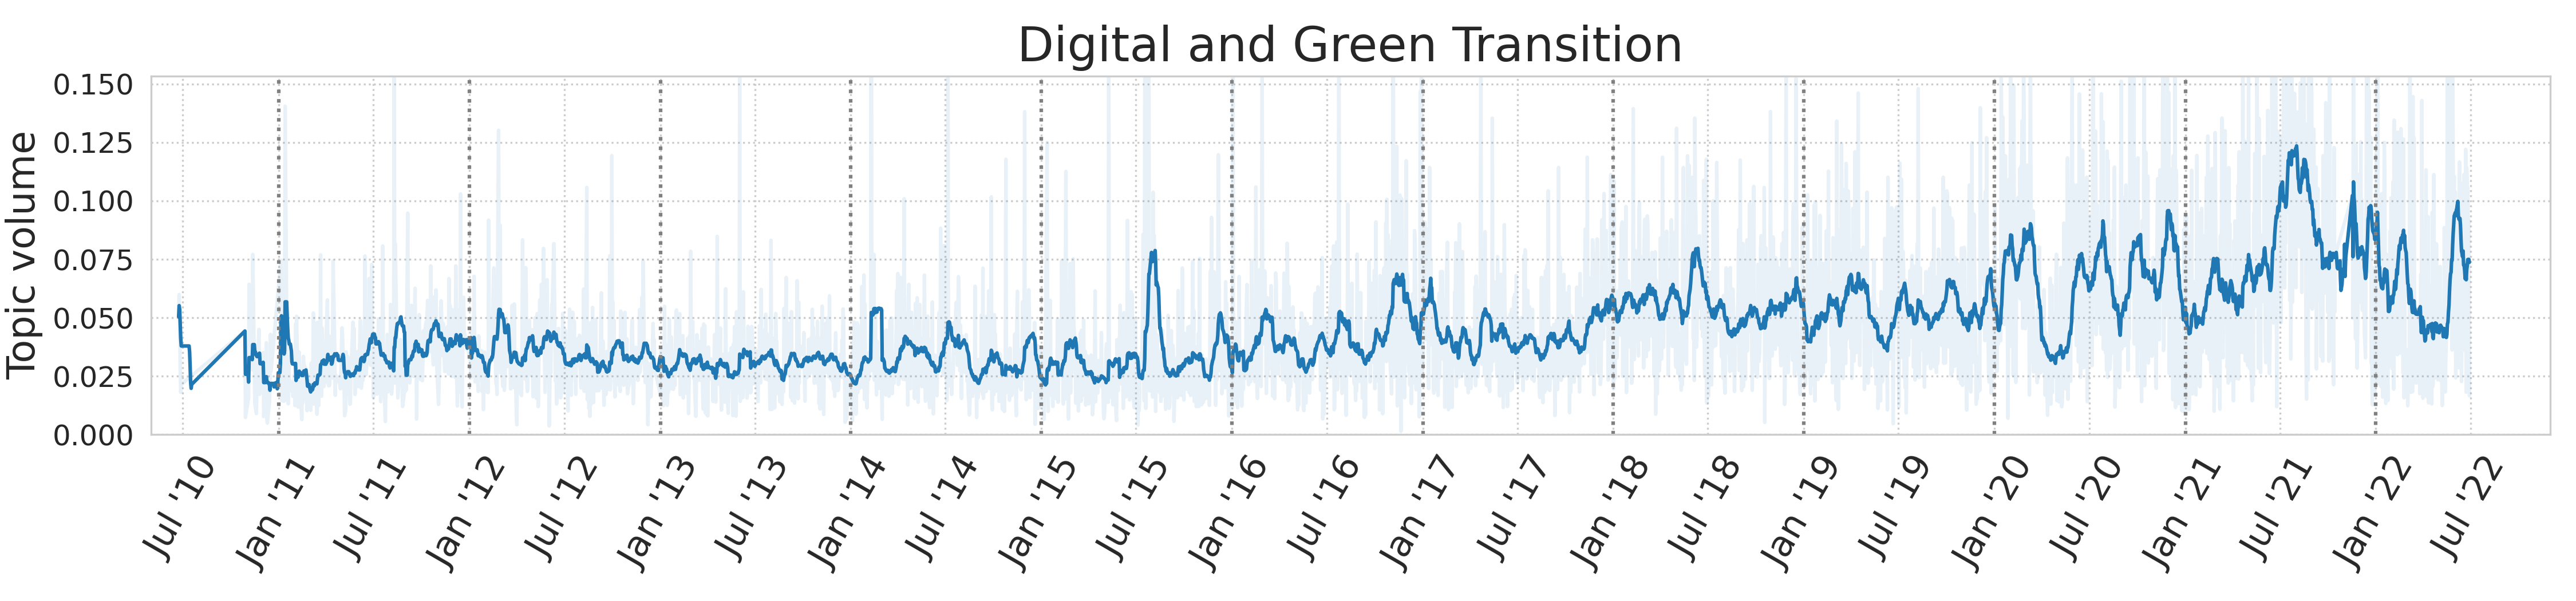 Digital and Green Transition
Topic volume
0.150
0.125
0.100
0.075
0.050
0.025
0.000
Jul '10
Jan '11
Jul '11
Jan '12
Jul '12
Jan '13
Jul '13
Jan '14
Jul '14
Jan '15
Jul '15
Jan '16
Jul '16
Jan '17
Jul '17
Jan '18
Jul '18
Jan '19
Jul '19
Jan '20
Jul '20
Jan '21
Jul '21
Jan '22
Jul '22